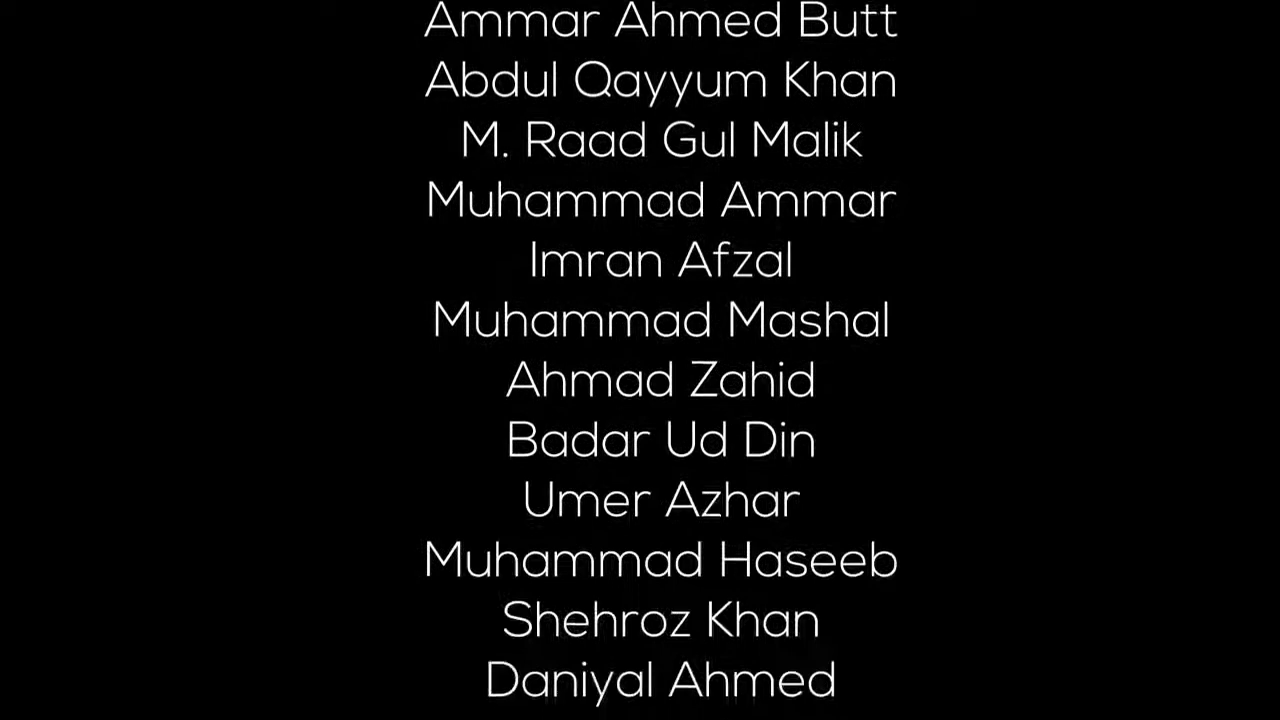 Ammar Ahmed Butt
Abdul Qayyum Khan
M. Raad Gul Malik
Muhammad Ammar
Imran Afzal
Muhammad Mashal
Ahmad Zahid
Badar Ud Din
Umer Azhar
Muhammad Haseeb
Shehroz Khan
Daniyal Ahmed